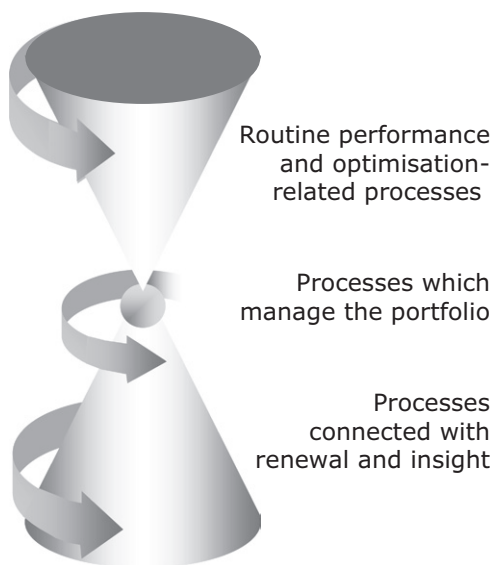 Routine performance
and optimisation-
related processes
Processes which
manage the portfolio
Processes
connected with
renewal and insight